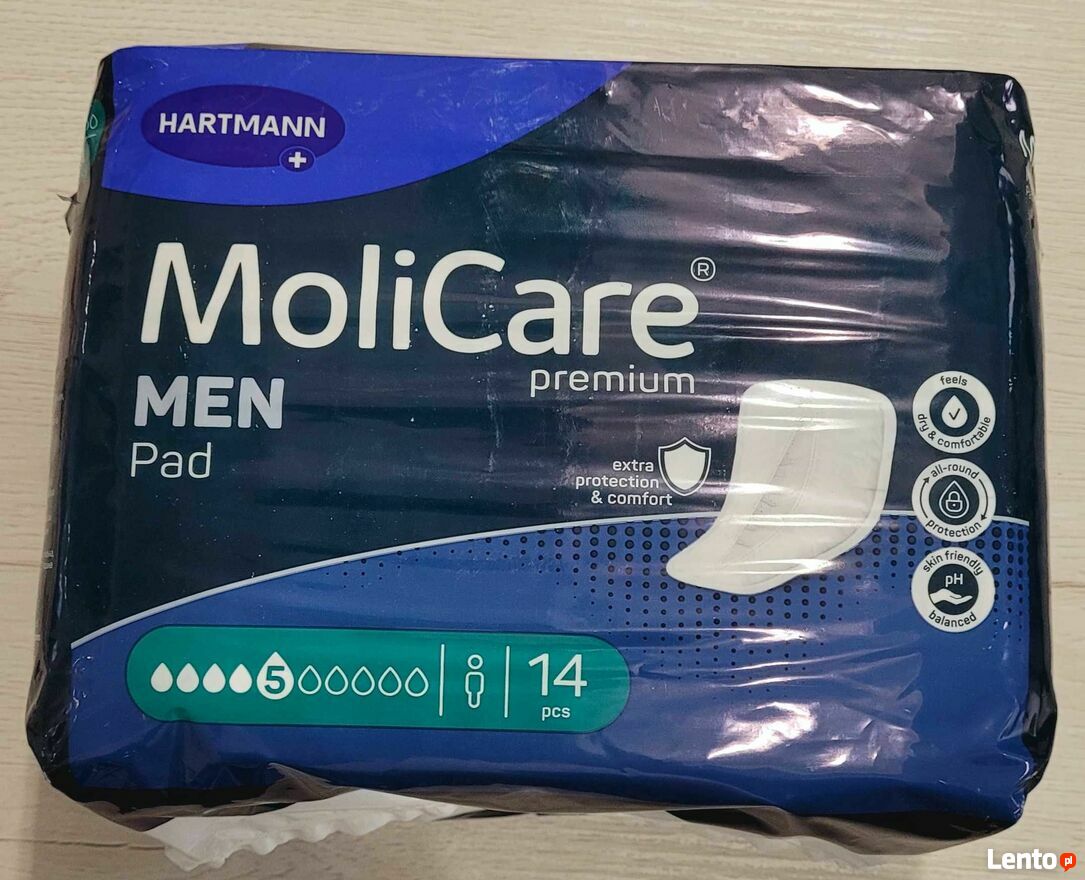 HARTMANN
MoliCare®
premium
MEN
Pad
extra
protection
& comfort
feels
dry & comfortable
all-round
protection
skin friendly
pH
balanced
5
14
pcs
Lento.pl